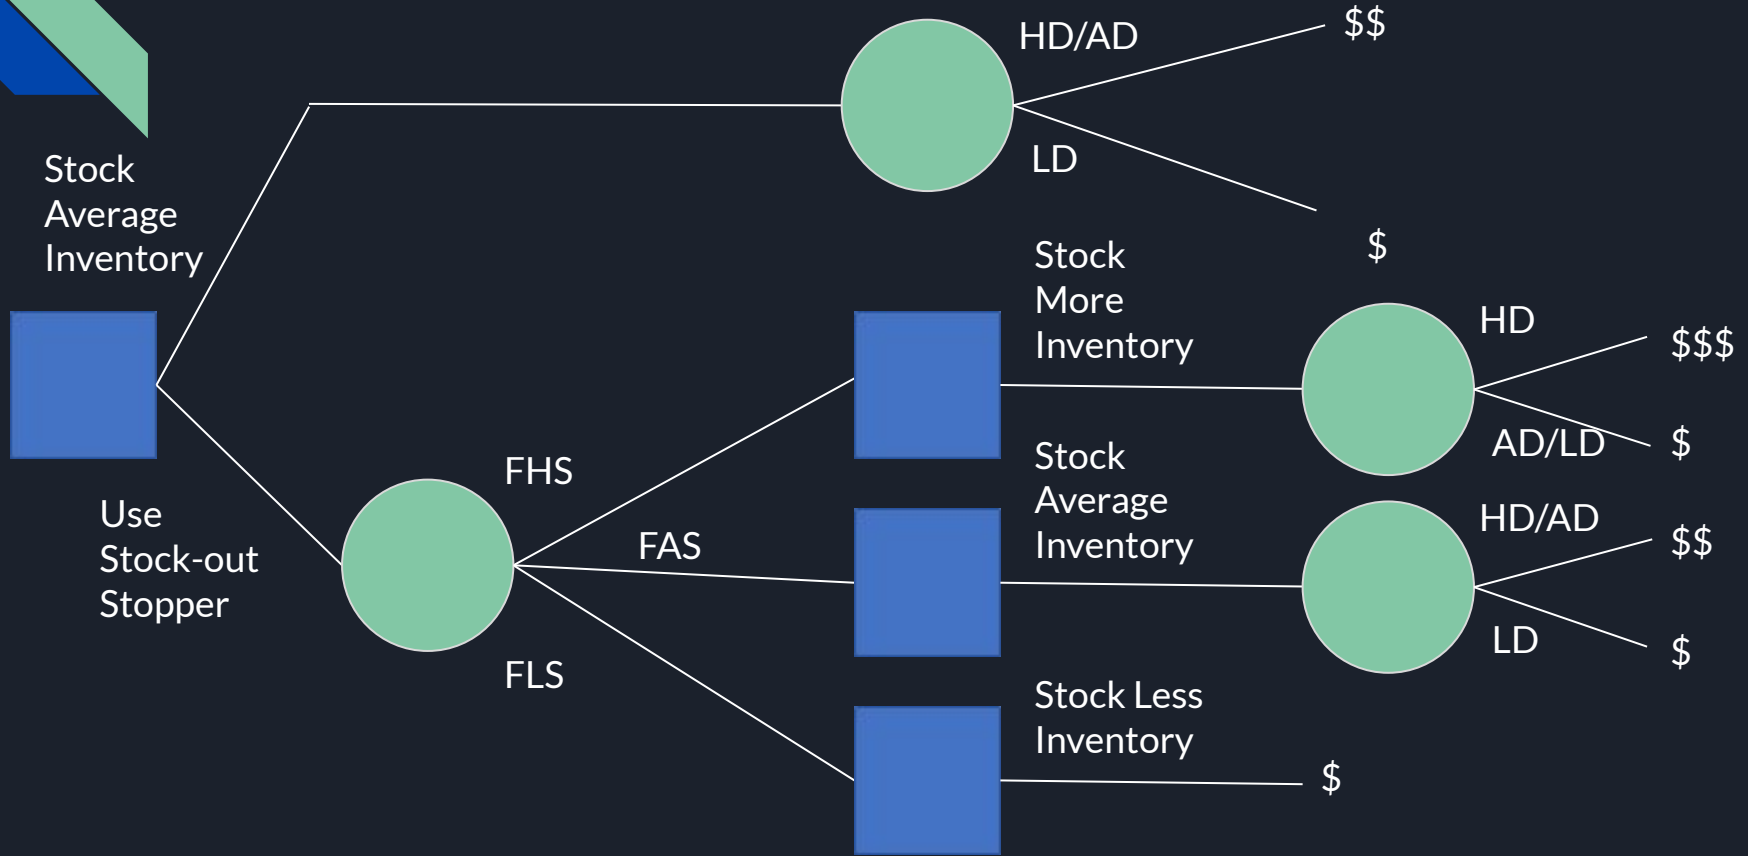 HD/AD
$$
LD
$
Stock
Average
Inventory
Stock
More
Inventory
HD
$$$
AD/LD
$
FHS
FAS
FLS
Use
Stock-out
Stopper
Stock
Average
Inventory
HD/AD
$$
LD
$
Stock Less
Inventory
$